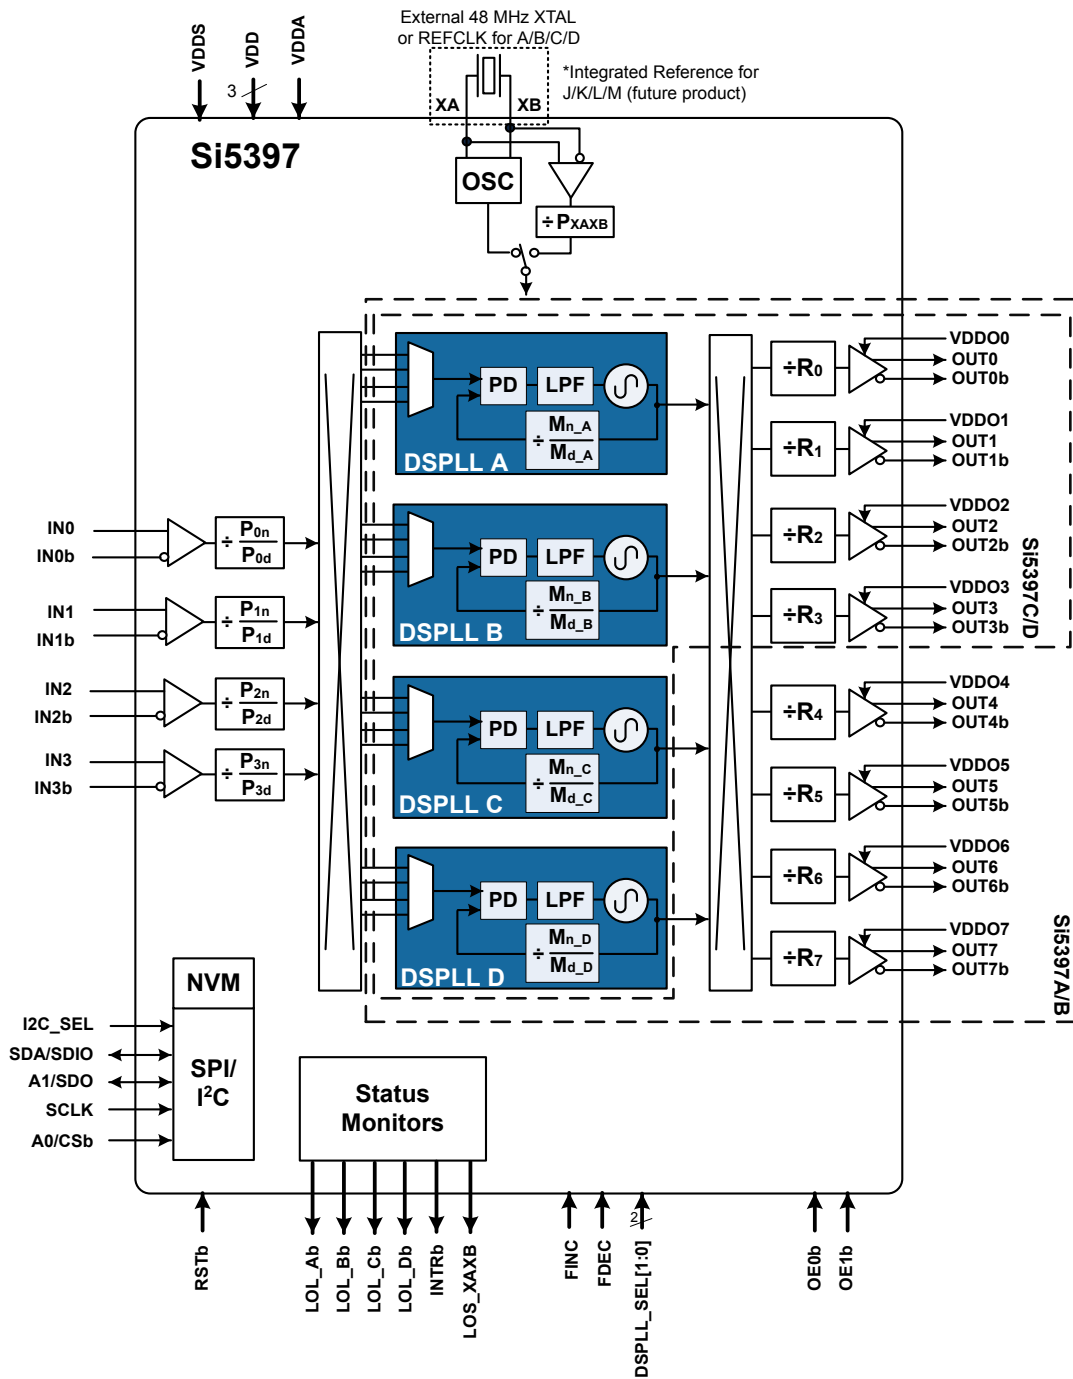 External 48 MHz XTAL
or REFCLK for A/B/C/D
*Integrated Reference for
J/K/L/M (future product)
VDDS
VDD
VDDA
3
XA
XB
Si5397
OSC
÷ PXAXB
DSPLL A
PD
LPF
÷ Mn_A
Md_A
DSPLL B
PD
LPF
÷ Mn_B
Md_B
DSPLL C
PD
LPF
÷ Mn_C
Md_C
DSPLL D
PD
LPF
÷ Mn_D
Md_D
IN0
IN0b
÷ P0n
P0d
IN1
IN1b
÷ P1n
P1d
IN2
IN2b
÷ P2n
P2d
IN3
IN3b
÷ P3n
P3d
÷R0
VDDO0
OUT0
OUT0b
÷R1
VDDO1
OUT1
OUT1b
÷R2
VDDO2
OUT2
OUT2b
÷R3
VDDO3
OUT3
OUT3b
Si5397C/D
÷R4
VDDO4
OUT4
OUT4b
÷R5
VDDO5
OUT5
OUT5b
÷R6
VDDO6
OUT6
OUT6b
÷R7
VDDO7
OUT7
OUT7b
Si5397A/B
NVM
SPI/
I2C
I2C_SEL
SDA/SDIO
A1/SDO
SCLK
A0/CSb
Status
Monitors
RSTb
LOL_Ab
LOL_Bb
LOL_Cb
LOL_Db
INTRb
LOS_XAXB
FINC
FDEC
2
DSPLL_SEL[1:0]
OE0b
OE1b